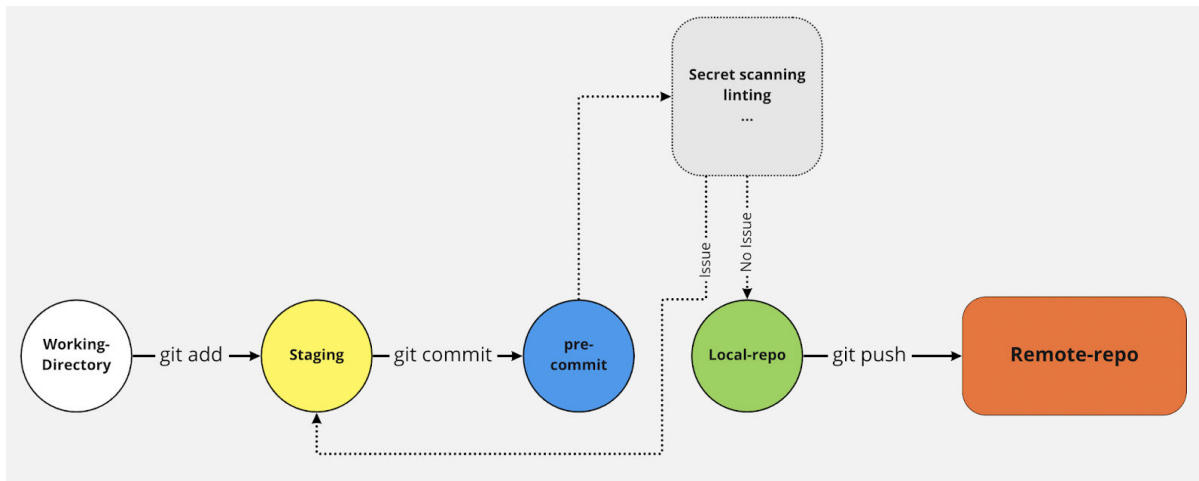 Secret scanning
linting
...
Issue
No Issue
Working-
Directory
git add
Staging
git commit
pre-
commit
Local-repo
git push
Remote-repo